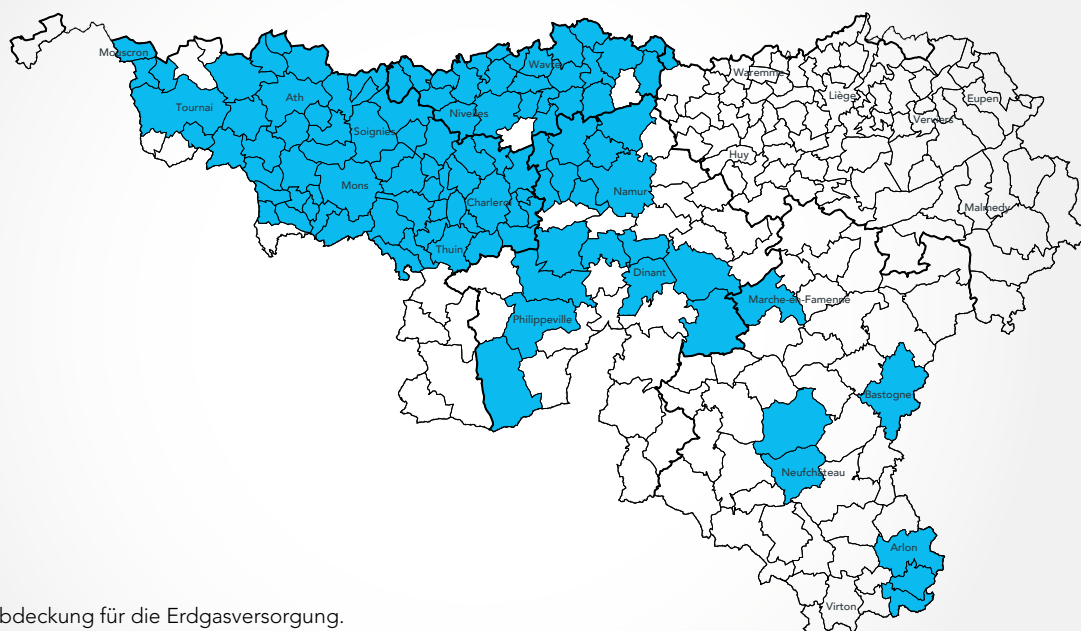 Mouscron
Wavre
Waremme
Liège
Eupen
Ath
Tournai
Nivelles
Verviers
Soignies
Huy
Mons
Namur
Charleroi
Malmedy
Thuin
Dinant
Marche-en-Famenne
Philippeville
Bastogne
Neufchâteau
Arlon
Virton
bdeckung für die Erdgasversorgung.